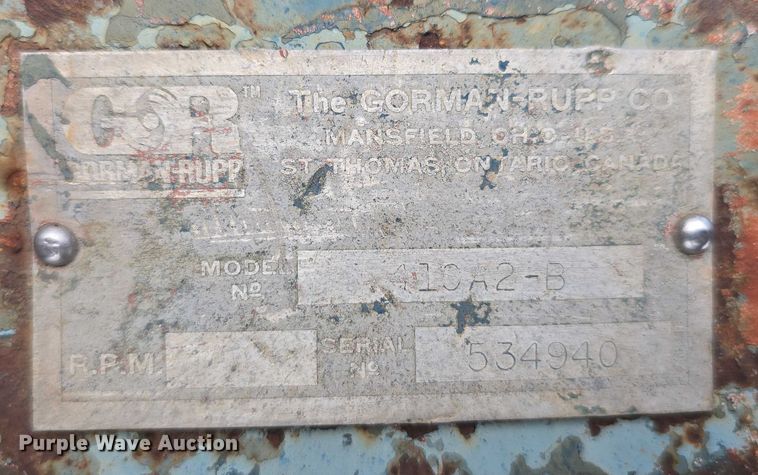 GR™
GORMAN-RUPP
The GORMAN-RUPP CO
MANSFIELD, OHIO U.S.
ST. THOMAS, ONTARIO, CANADA
MODEL Nº 410A2-B
R.P.M.
SERIAL Nº 534940
Purple Wave Auction